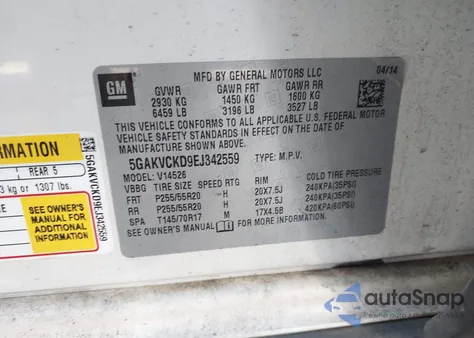 GM
04/14
MFD BY GENERAL MOTORS LLC
GVWR GAWR FRT GAWR RR
2930 KG 1450 KG 1600 KG
6459 LB 3196 LB 3527 LB
THIS VEHICLE CONFORMS TO ALL APPLICABLE U.S. FEDERAL MOTOR
VEHICLE SAFETY STANDARDS IN EFFECT ON THE DATE OF
MANUFACTURE SHOWN ABOVE.
5GAKVCKD9EJ342559 TYPE: M.P.V.
MODEL: V14526
VBBG TIRE SIZE SPEED RTG RIM COLD TIRE PRESSURE
FRT P255/55R20 H 20X7.5J 240KPA(35PSI)
RR P255/55R20 H 20X7.5J 240KPA(35PSI)
SPA T145/70R17 M 17X4.5B 420KPA(60PSI)
SEE OWNER'S MANUAL FOR MORE INFORMATION.
RMATION
REAR 5
3 kg or 1307 lbs.
SEE OWNER'S
MANUAL FOR
ADDITIONAL
INFORMATION
5GAKVCKD9EJ342559
autoSnap